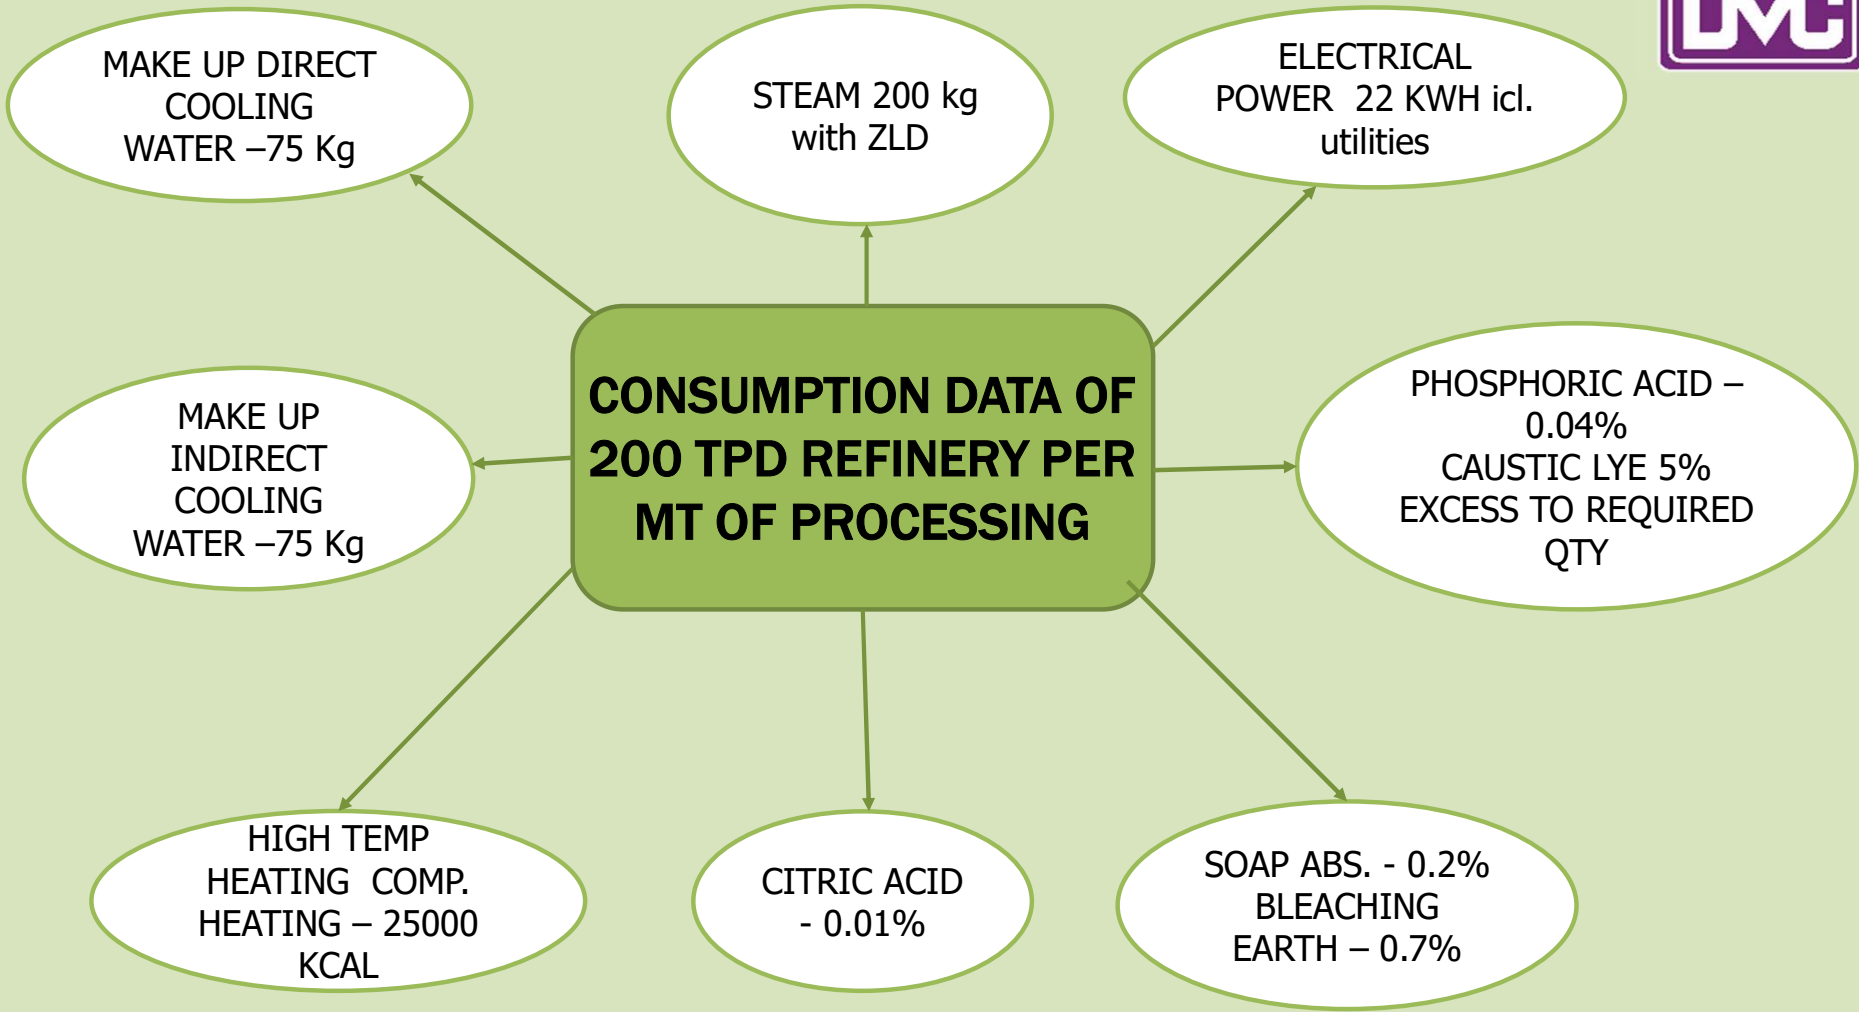 DVC
MAKE UP DIRECT
COOLING
WATER –75 Kg
STEAM 200 kg
with ZLD
ELECTRICAL
POWER 22 KWH icl.
utilities
MAKE UP
INDIRECT
COOLING
WATER –75 Kg
CONSUMPTION DATA OF
200 TPD REFINERY PER
MT OF PROCESSING
PHOSPHORIC ACID –
0.04%
CAUSTIC LYE 5%
EXCESS TO REQUIRED
QTY
HIGH TEMP
HEATING COMP.
HEATING – 25000
KCAL
CITRIC ACID
- 0.01%
SOAP ABS. - 0.2%
BLEACHING
EARTH – 0.7%